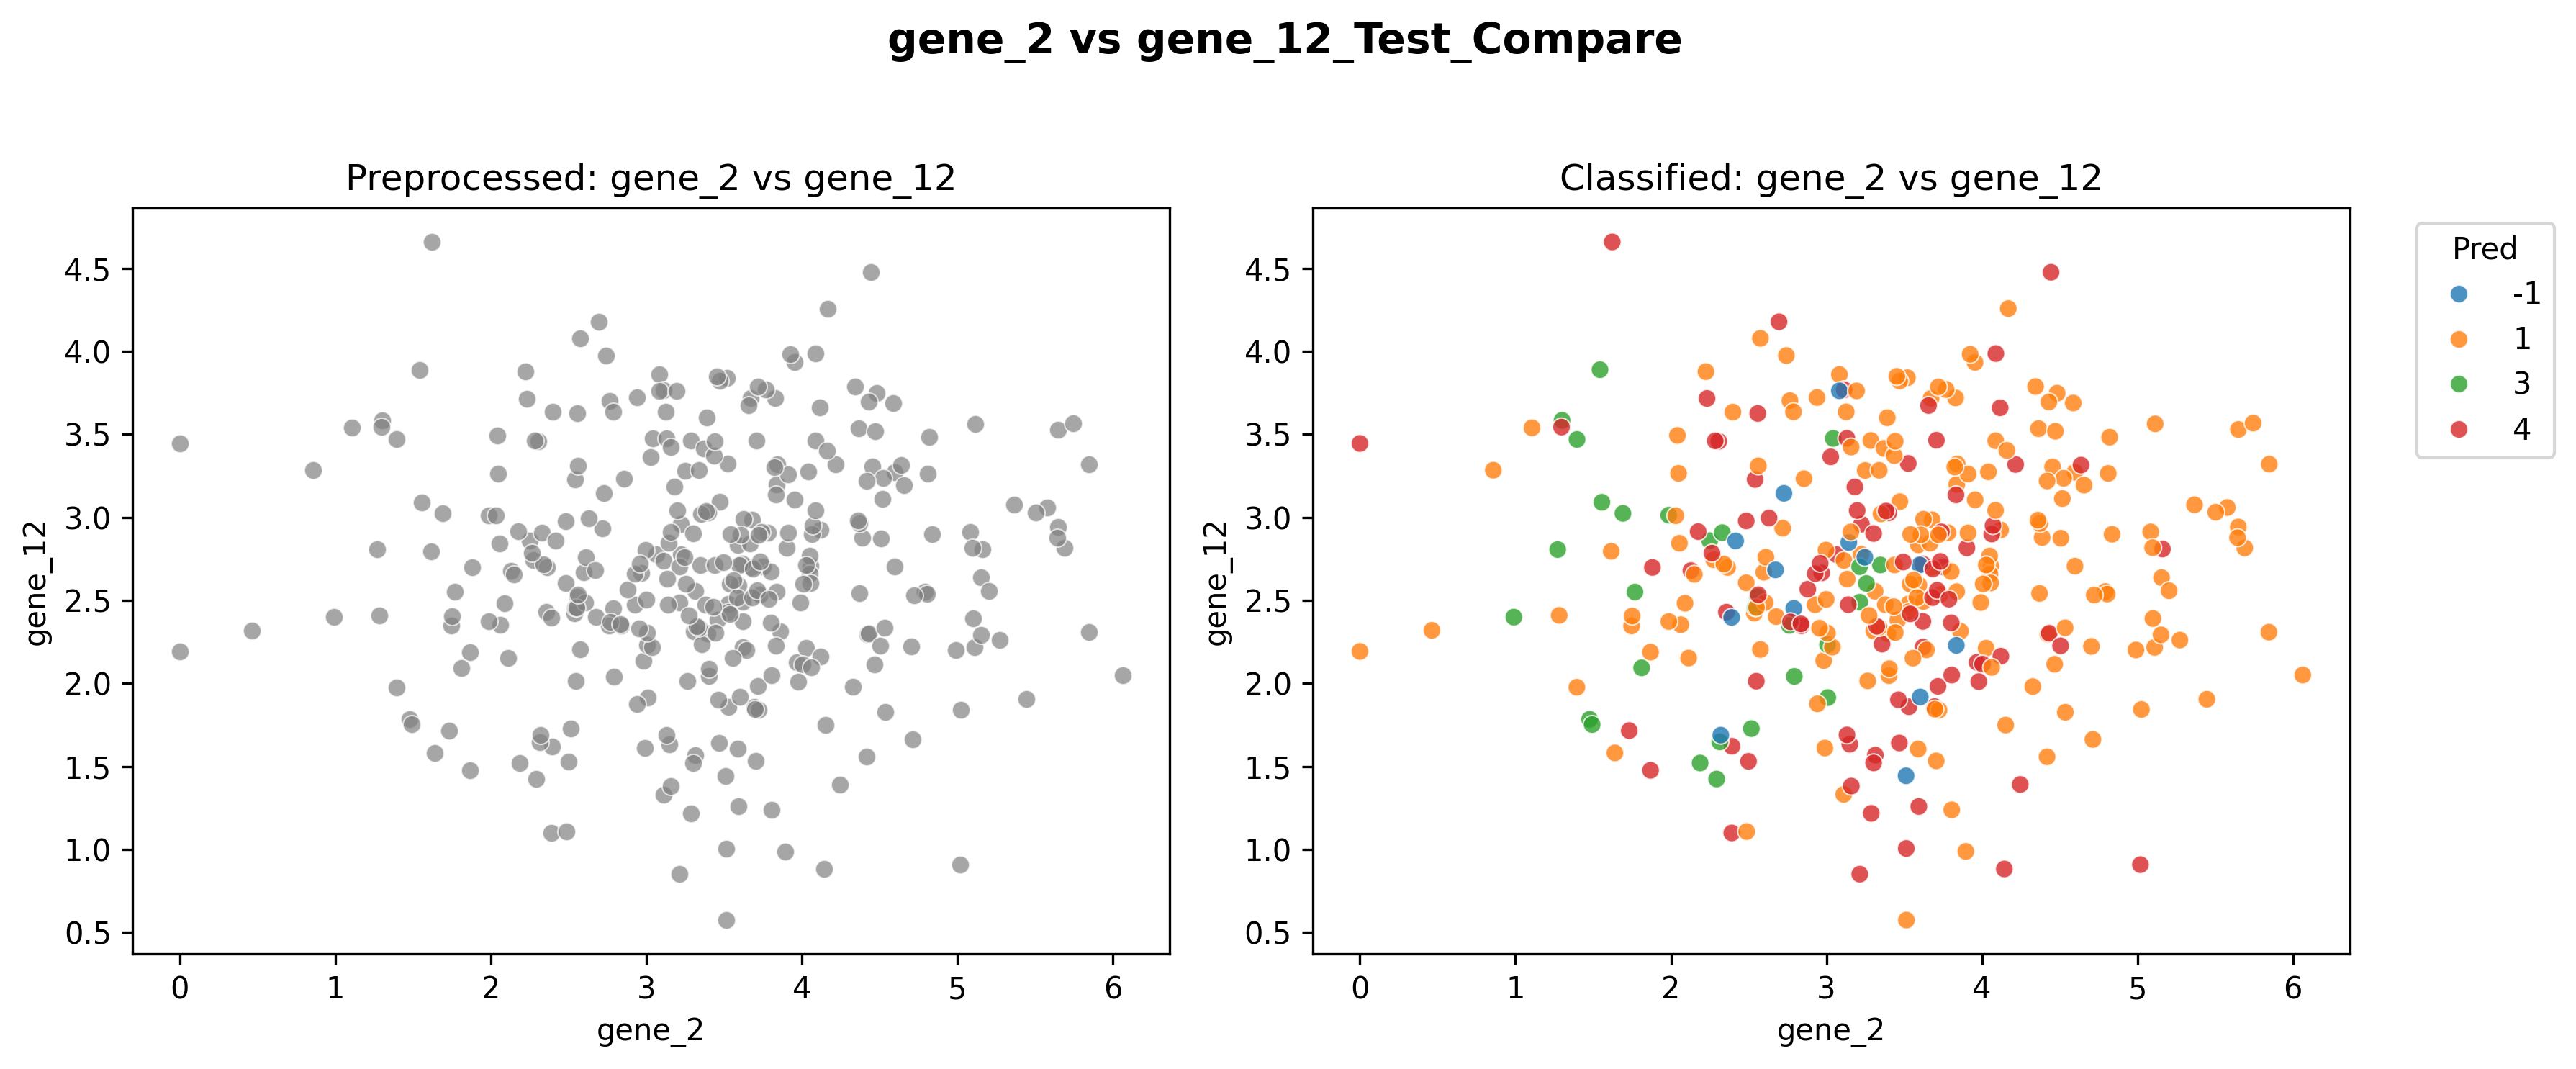 gene_2 vs gene_12_Test_Compare
Preprocessed: gene_2 vs gene_12
4.5
4.0
3.5
3.0
2.5
2.0
1.5
1.0
0.5
gene_12
0 1 2 3 4 5 6
gene_2
Classified: gene_2 vs gene_12
4.5
4.0
3.5
3.0
2.5
2.0
1.5
1.0
0.5
gene_12
0 1 2 3 4 5 6
gene_2
Pred
-1
1
3
4